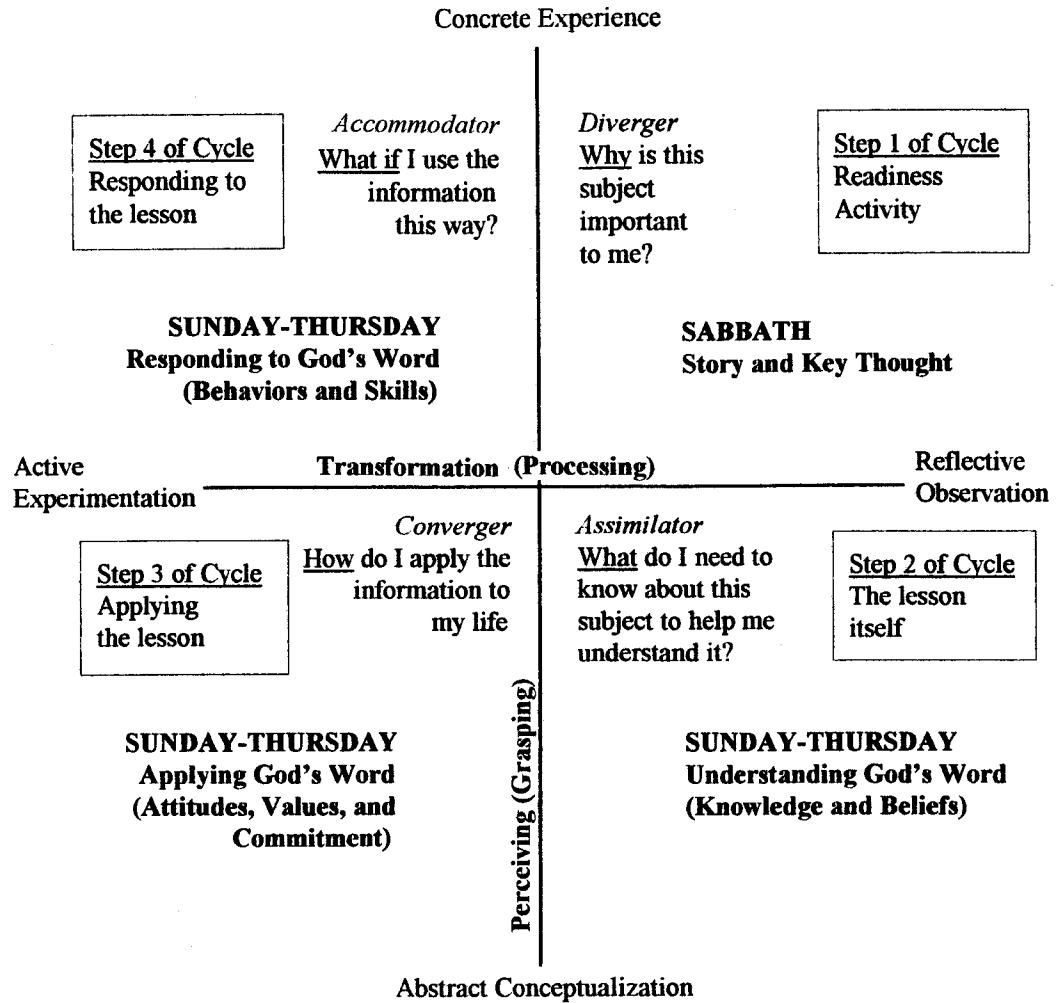 Concrete Experience
Step 4 of Cycle
Responding to
the lesson
Accommodator
What if I use the
information
this way?
Diverger
Why is this
subject
important
to me?
Step 1 of Cycle
Readiness
Activity
SUNDAY-THURSDAY
Responding to God's Word
(Behaviors and Skills)
SABBATH
Story and Key Thought
Active
Experimentation
Transformation (Processing)
Reflective
Observation
Step 3 of Cycle
Applying
the lesson
Converger
How do I apply the
information to
my life
Assimilator
What do I need to
know about this
subject to help me
understand it?
Step 2 of Cycle
The lesson
itself
SUNDAY-THURSDAY
Applying God's Word
(Attitudes, Values, and
Commitment)
Perceiving (Grasping)
SUNDAY-THURSDAY
Understanding God's Word
(Knowledge and Beliefs)
Abstract Conceptualization